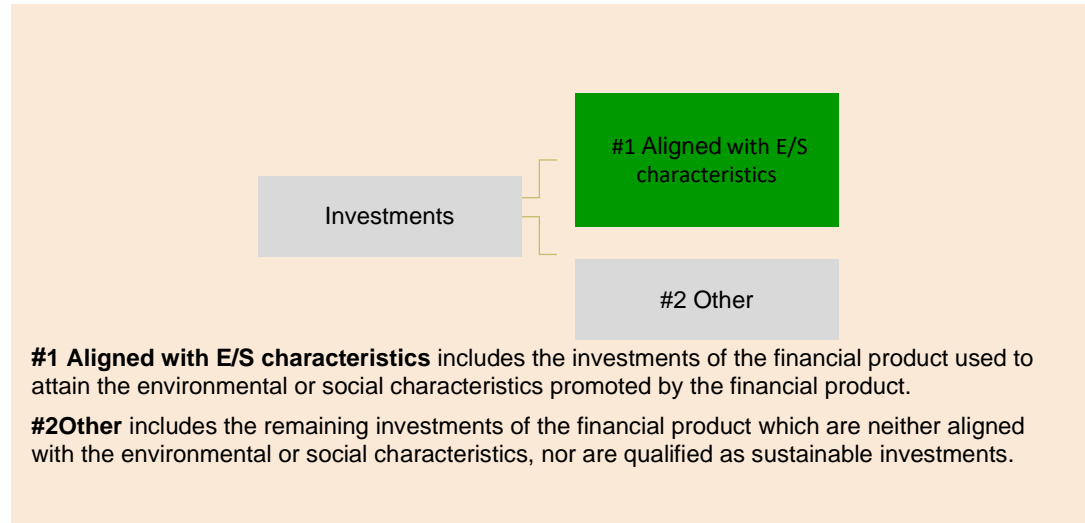 #1 Aligned with E/S
characteristics
Investments
#2 Other
#1 Aligned with E/S characteristics includes the investments of the financial product used to
attain the environmental or social characteristics promoted by the financial product.
#2Other includes the remaining investments of the financial product which are neither aligned
with the environmental or social characteristics, nor are qualified as sustainable investments.